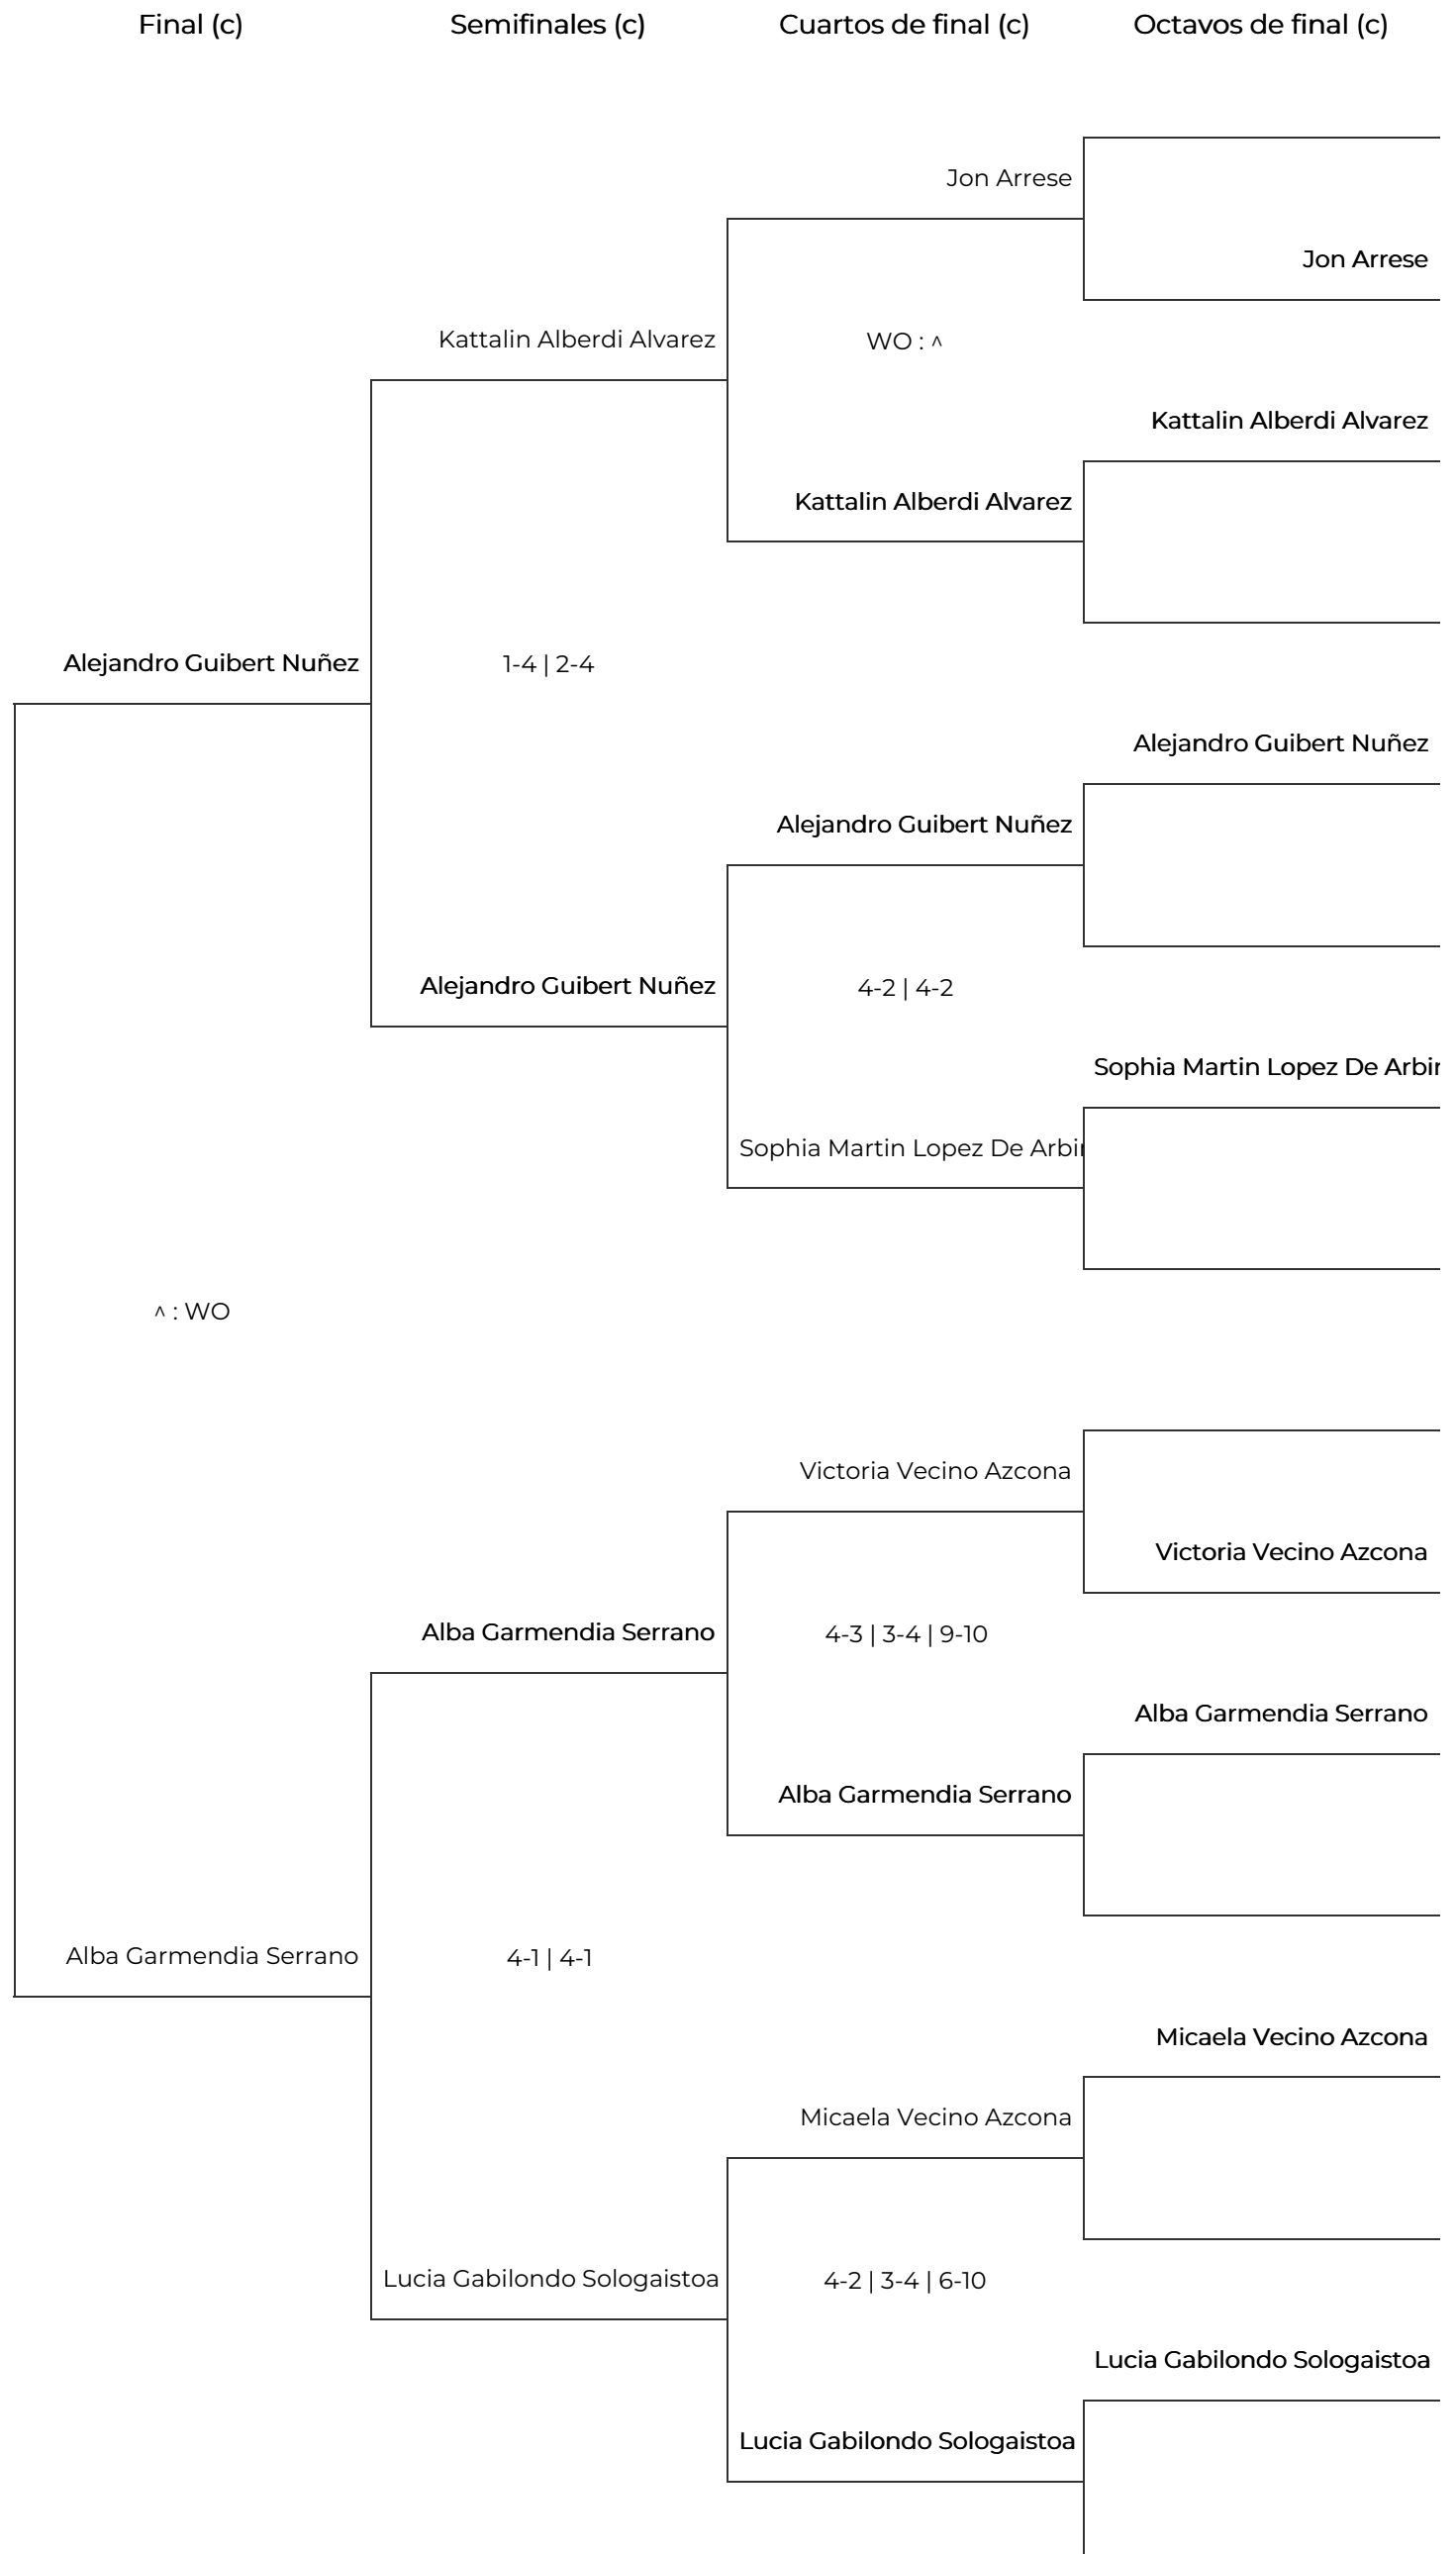 Final (c)
Semifinales (c)
Cuartos de final (c)
Octavos de final (c)
Jon Arrese
Jon Arrese
Kattalin Alberdi Alvarez
WO : ^
Kattalin Alberdi Alvarez
Kattalin Alberdi Alvarez
Alejandro Guibert Nuñez
1-4 | 2-4
Alejandro Guibert Nuñez
Alejandro Guibert Nuñez
Alejandro Guibert Nuñez
4-2 | 4-2
Sophia Martin Lopez De
Sophia Martin Lopez De
^ : WO
Victoria Vecino Azcona
Victoria Vecino Azcona
Alba Garmendia Serrano
4-3 | 3-4 | 9-10
Alba Garmendia Serrano
Alba Garmendia Serrano
Alba Garmendia Serrano
4-1 | 4-1
Micaela Vecino Azcona
Micaela Vecino Azcona
Lucia Gabilondo Sologaistoa
4-2 | 3-4 | 6-10
Lucia Gabilondo Sologaistoa
Lucia Gabilondo Sologaistoa